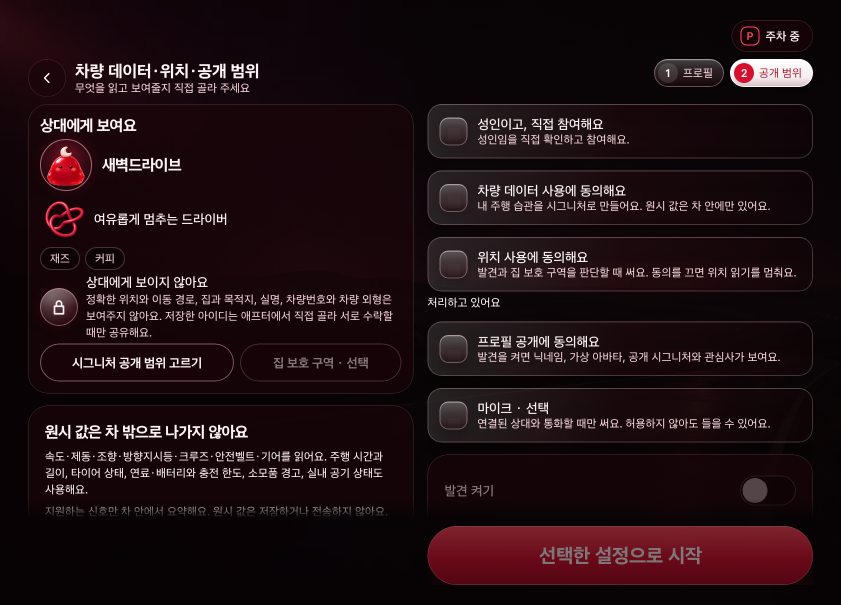 P 주차 중
차량 데이터·위치·공개 범위
무엇을 읽고 보여줄지 직접 골라 주세요
1 프로필
2 공개 범위
상대에게 보여요
새벽드라이브
여유롭게 멈추는 드라이버
재즈
커피
상대에게 보이지 않아요
정확한 위치와 이동 경로, 집과 목적지, 실명, 차량번호와 차량 외형은
보여주지 않아요. 저장한 아이디는 애프터에서 직접 골라 서로 수락할
때만 공유해요.
시그니처 공개 범위 고르기
집 보호 구역 · 선택
원시 값은 차 밖으로 나가지 않아요
속도·제동·조향·방향지시등·크루즈·안전벨트·기어를 읽어요. 주행 시간과
길이, 타이어 상태, 연료·배터리와 충전 한도, 소모품 경고, 실내 공기 상태도
사용해요.
지원하는 신호만 차 안에서 요약해요. 원시 값은 저장하거나 전송하지 않아요.
성인이고, 직접 참여해요
성인임을 직접 확인하고 참여해요.
차량 데이터 사용에 동의해요
내 주행 습관을 시그니처로 만들어요. 원시 값은 차 안에만 있어요.
위치 사용에 동의해요
발견과 집 보호 구역을 판단할 때 써요. 동의를 끄면 위치 읽기를 멈춰요.
처리하고 있어요
프로필 공개에 동의해요
발견을 켜면 닉네임, 가상 아바타, 공개 시그니처와 관심사가 보여요.
마이크 · 선택
연결된 상대와 통화할 때만 써요. 허용하지 않아도 들을 수 있어요.
발견 켜기
선택한 설정으로 시작